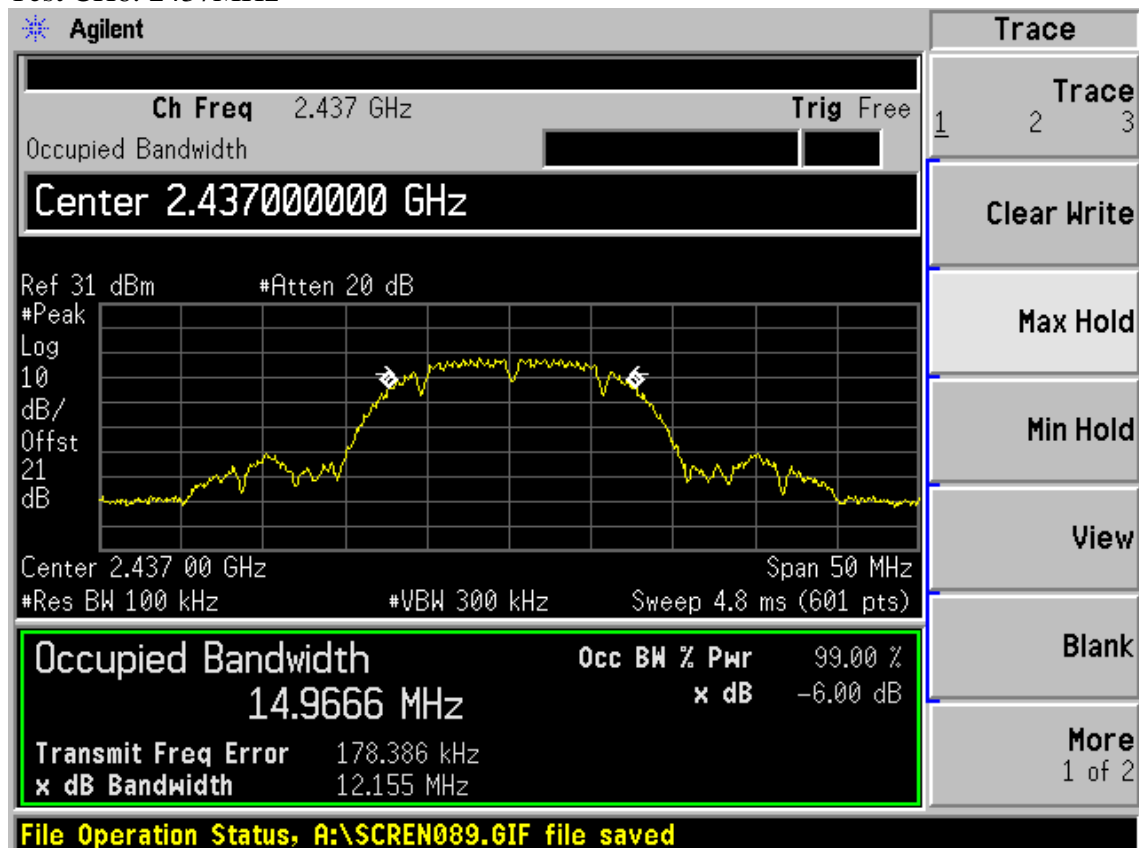 Agilent
Trace
Ch Freq 2.437 GHz Trig Free
Occupied Bandwidth
Center 2.437000000 GHz
Ref 31 dBm #Atten 20 dB
#Peak
Log
10
dB/
Offst
21
dB
Center 2.437 00 GHz Span 50 MHz
#Res BW 100 kHz #VBW 300 kHz Sweep 4.8 ms (601 pts)
Occupied Bandwidth Occ BW % Pwr 99.00 %
14.9666 MHz x dB -6.00 dB
Transmit Freq Error 178.386 kHz
x dB Bandwidth 12.155 MHz
File Operation Status, A:\SCREN089.GIF file saved
Trace
1 2 3
Clear Write
Max Hold
Min Hold
View
Blank
More
1 of 2